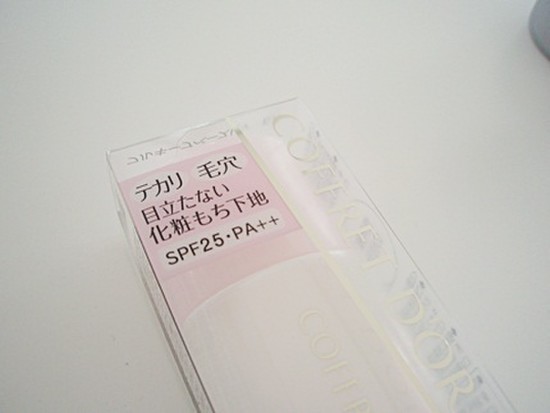 テカリ 毛穴
目立たない
化粧もち下地
SPF25・PA++
COFFRET D'OR
COFFR